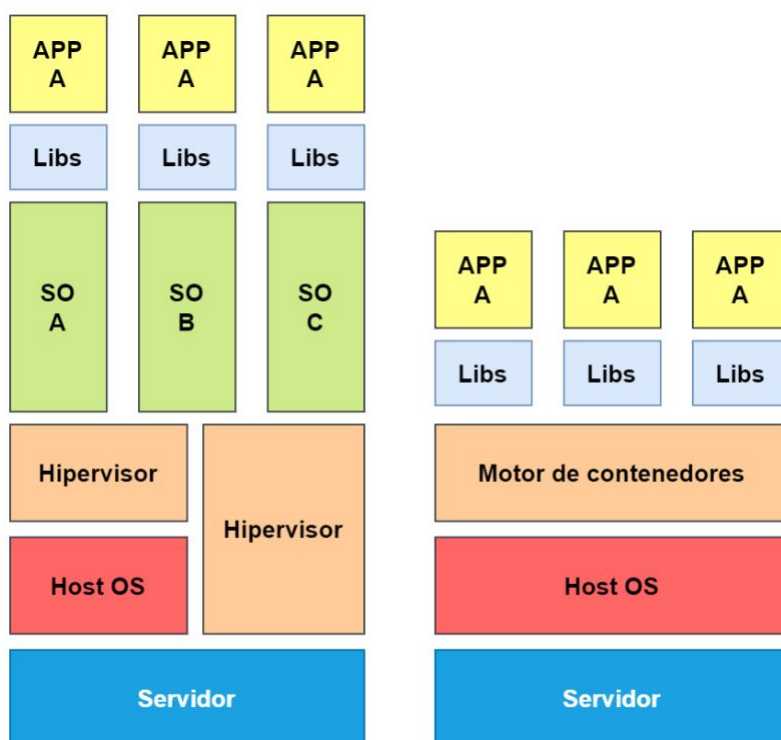 APP
A
APP
A
APP
A
Libs
Libs
Libs
SO
A
SO
B
SO
C
Hipervisor
Hipervisor
Host OS
Servidor
APP
A
APP
A
APP
A
Libs
Libs
Libs
Motor de contenedores
Host OS
Servidor